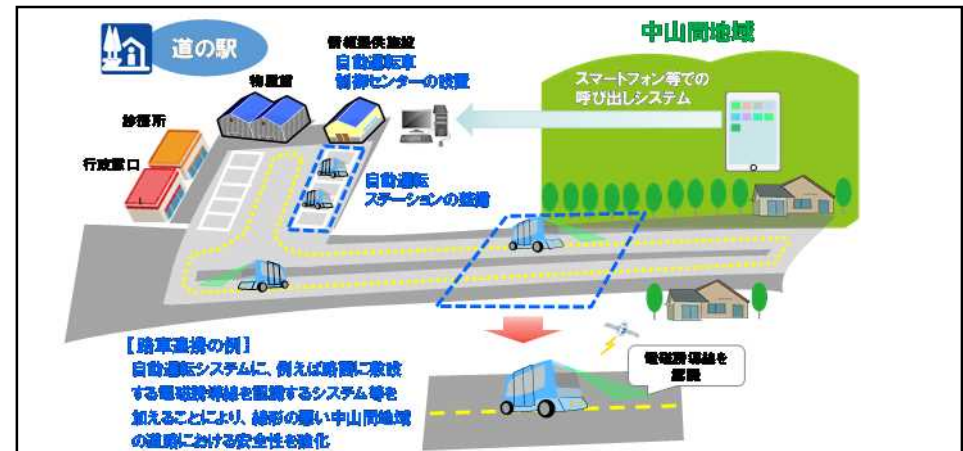 道の駅
情報提供施設
自動運転車
制御センターの設置
物産館
診療所
行政窓口
自動運転
ステーションの整備
中山間地域
スマートフォン等での
呼び出しシステム
【路車連携の例】
自動運転システムに、例えば路面に敷設
する電磁誘導線を認識するシステム等を
加えることにより、線形の悪い中山間地域
の道路における安全性を強化
電磁誘導線を
認識